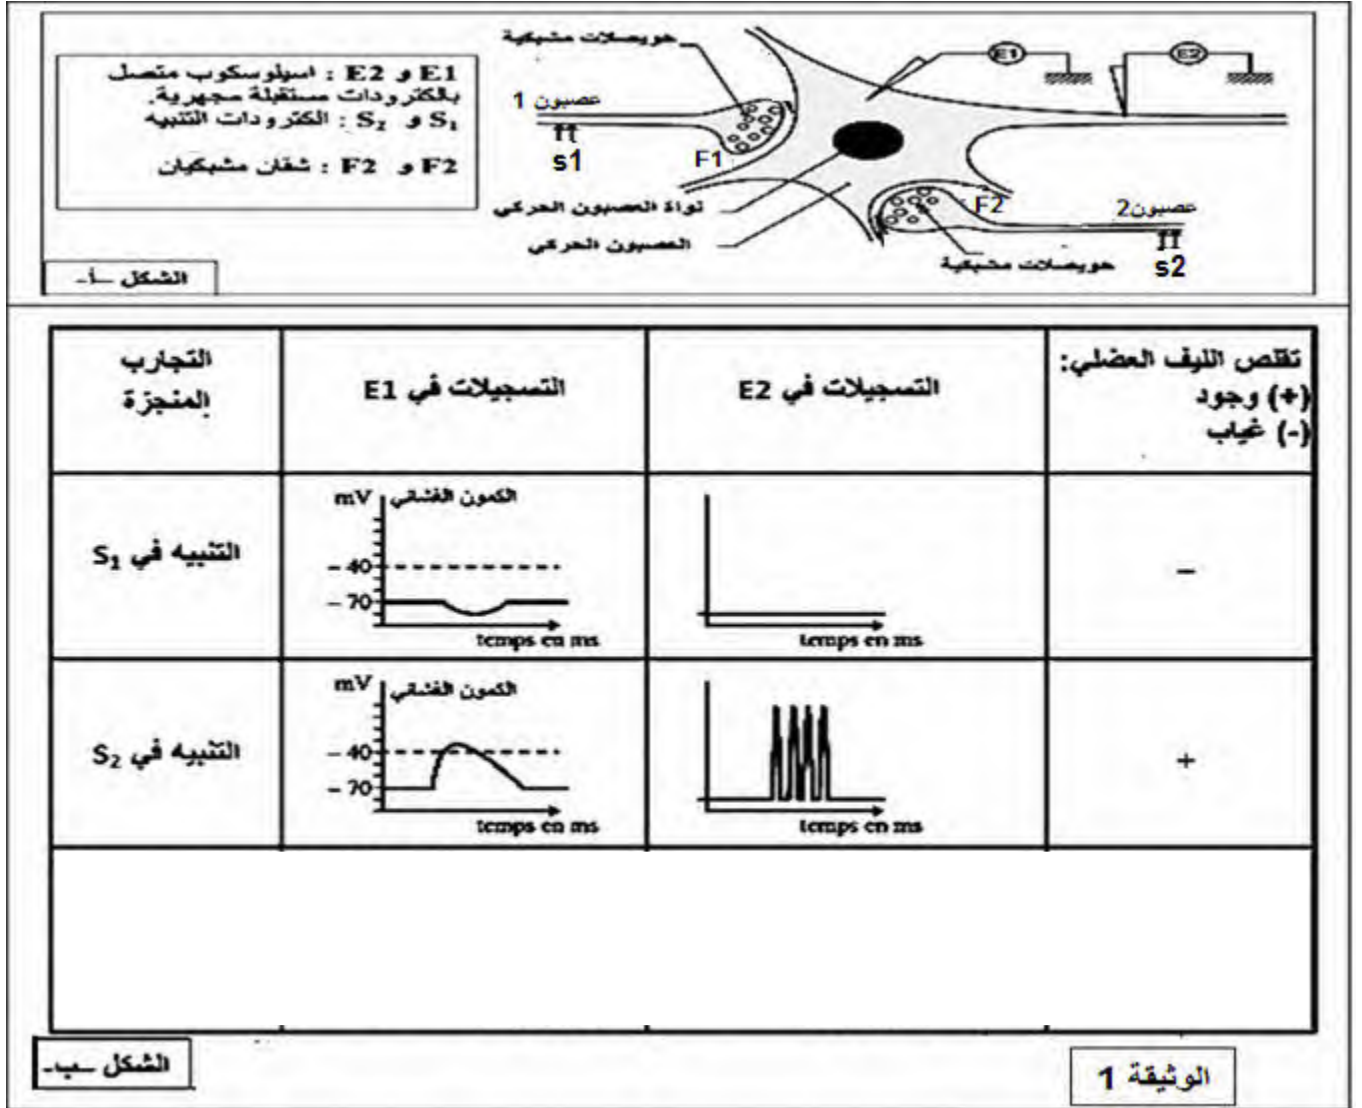 E1 و E2 : اسيلوسكوب متصل
بالكترودات مستقبلة مجهرية.
S₁ و S₂ : الكترودات التنبيه
F2 و F2 : شقان مشبكيان
حويصلات مشبكية
عصبون 1
s1
F1
E1
E2
نواة العصبون الحركي
العصبون الحركي
F2
عصبون2
s2
حويصلات مشبكية
الشكل –أ-
التجارب
المنجزة
التسجيلات في E1
التسجيلات في E2
تقلص الليف العضلي:
(+) وجود
(-) غياب
التنبيه في S₁
mV
الكمون الغشائي
– 40
– 70
temps en ms
temps en ms
–
التنبيه في S₂
mV
الكمون الغشائي
– 40
– 70
temps en ms
temps en ms
+
الشكل –ب-
الوثيقة 1